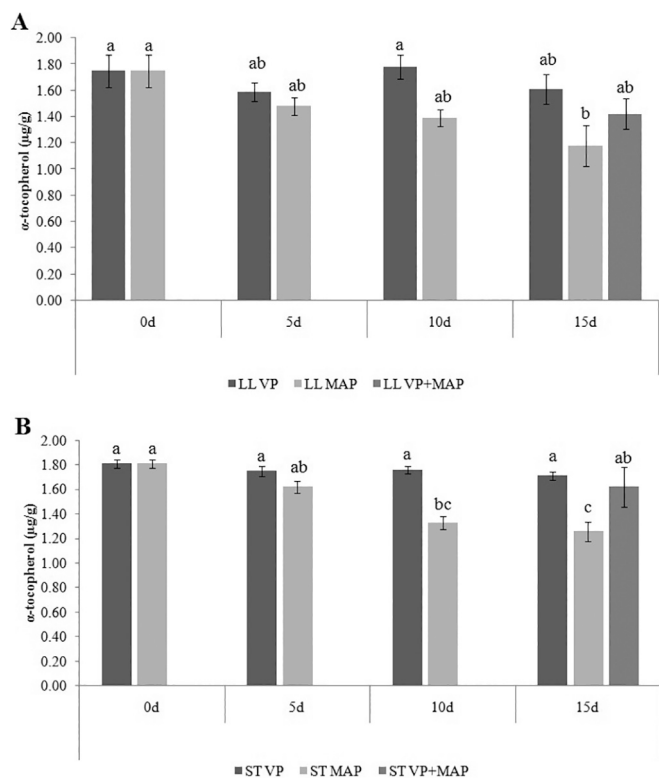 A
2.00
1.80
1.60
1.40
1.20
1.00
0.80
0.60
0.40
0.20
0.00
α-tocopherol (µg/g)
a a ab ab a ab ab b ab
0d 5d 10d 15d
LL VP LL MAP LL VP+MAP
B
2.00
1.80
1.60
1.40
1.20
1.00
0.80
0.60
0.40
0.20
0.00
α-tocopherol (µg/g)
a a a ab a bc a c ab
0d 5d 10d 15d
ST VP ST MAP ST VP+MAP